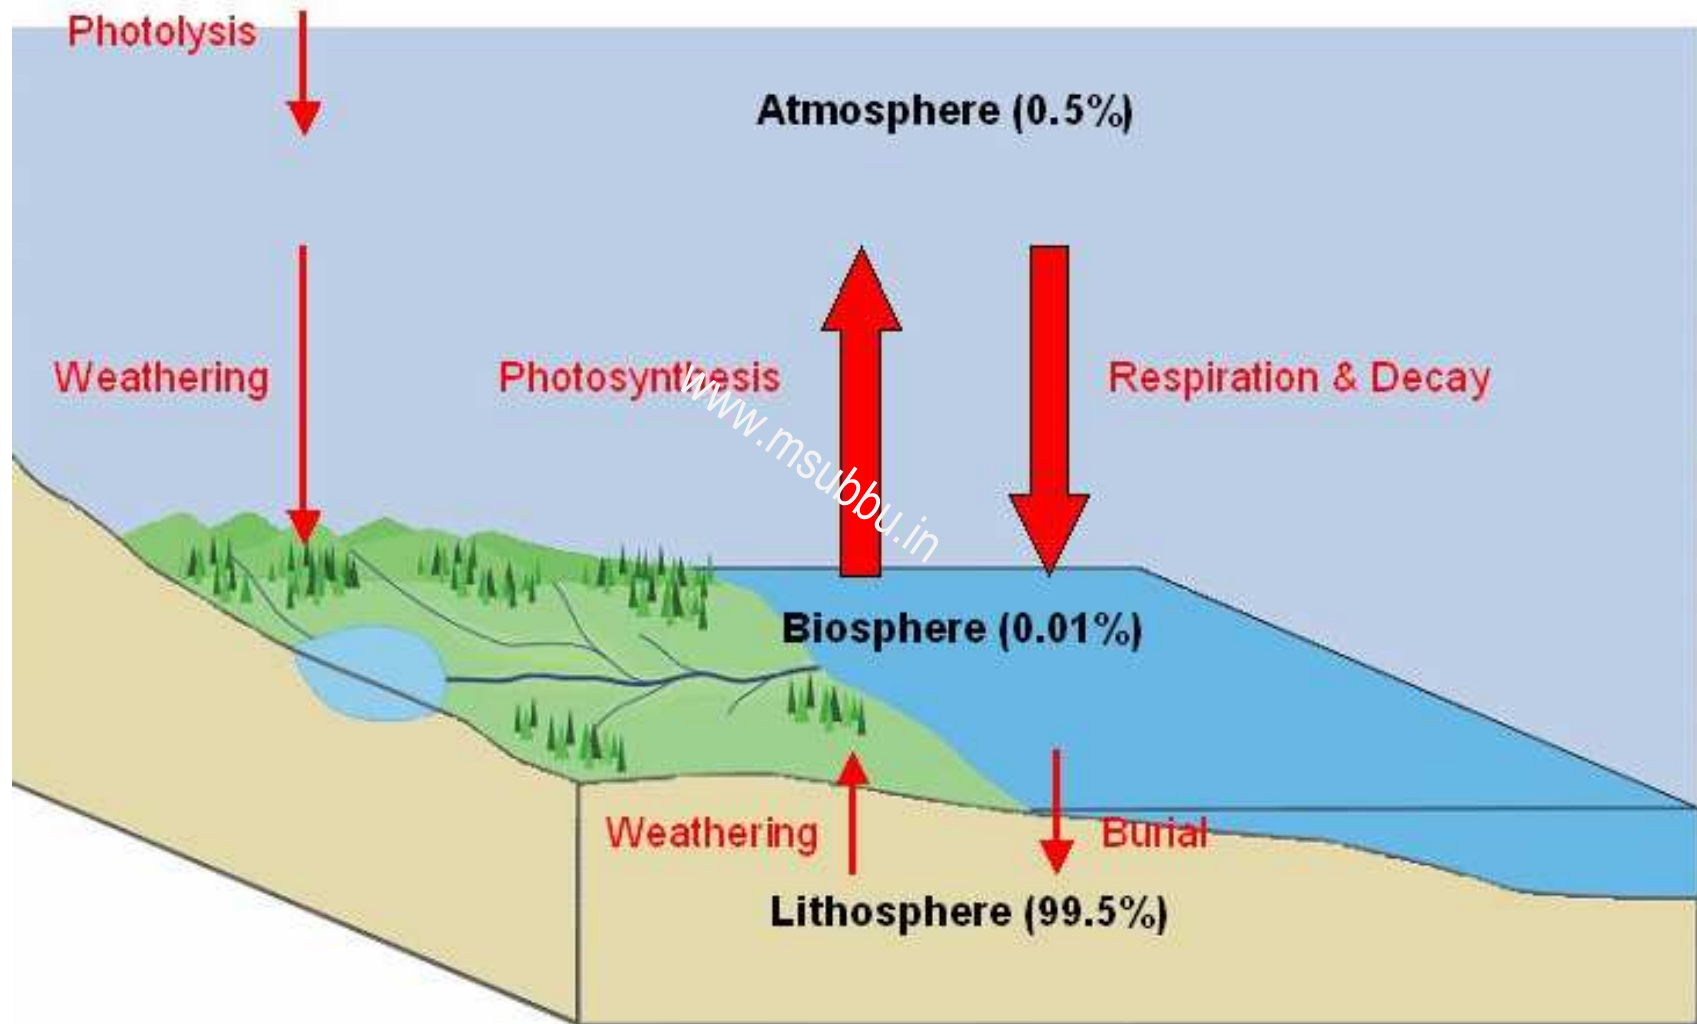 Photolysis
Atmosphere (0.5%)
Weathering
Photosynthesis
Respiration & Decay
www.msubbu.in
Biosphere (0.01%)
Weathering
Burial
Lithosphere (99.5%)